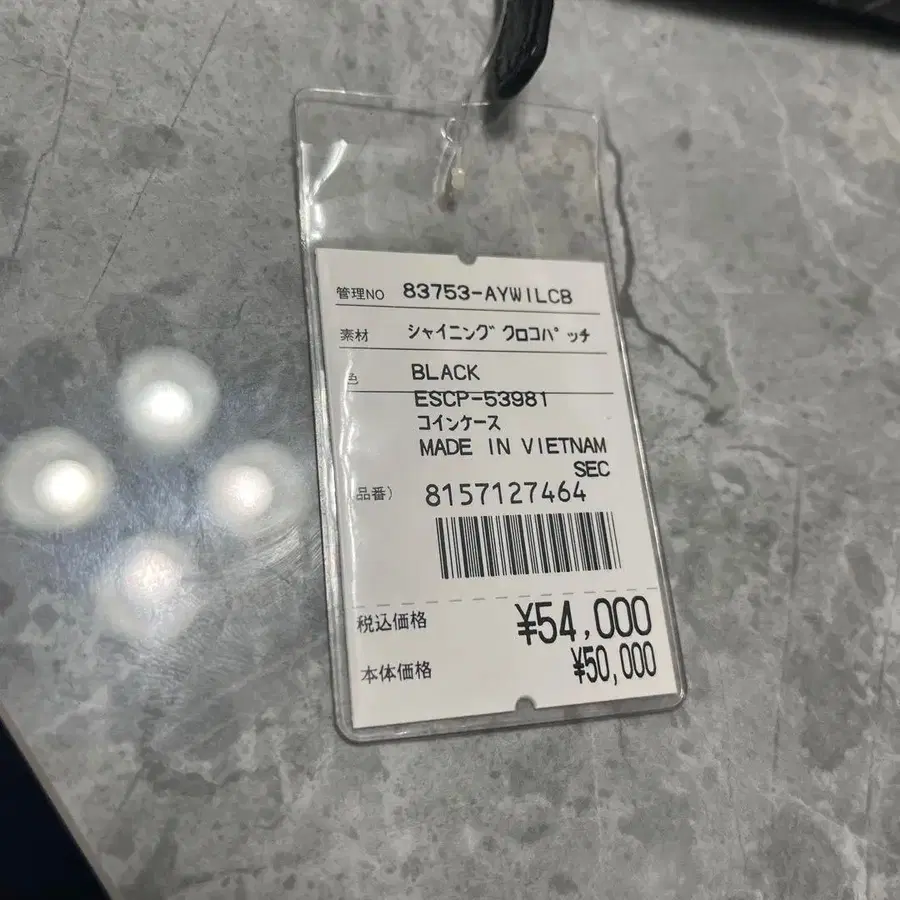 管理NO 83753-AYWILCB
素材 シャイニング クロコパッチ
色 BLACK
ESCP-53981
コインケース
MADE IN VIETNAM
SEC
品番） 8157127464
税込価格 ¥54,000
本体価格 ¥50,000